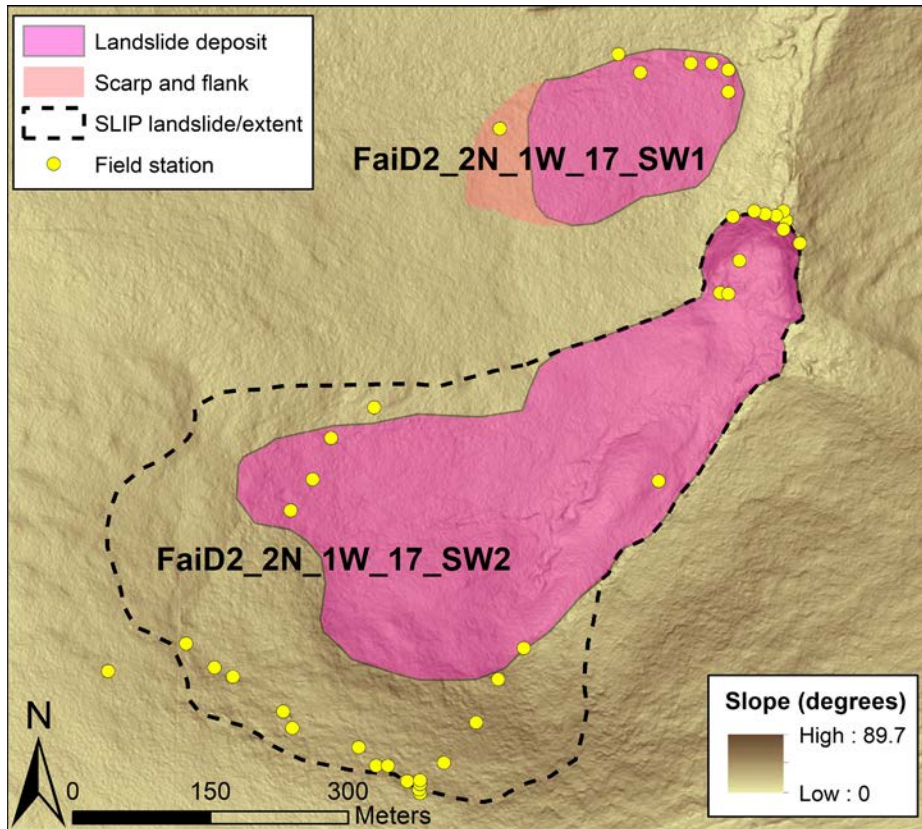 Landslide deposit
Scarp and flank
SLIP landslide/extent
Field station
FaiD2_2N_1W_17_SW1
FaiD2_2N_1W_17_SW2
N
0 150 300
Meters
Slope (degrees)
High : 89.7
Low : 0